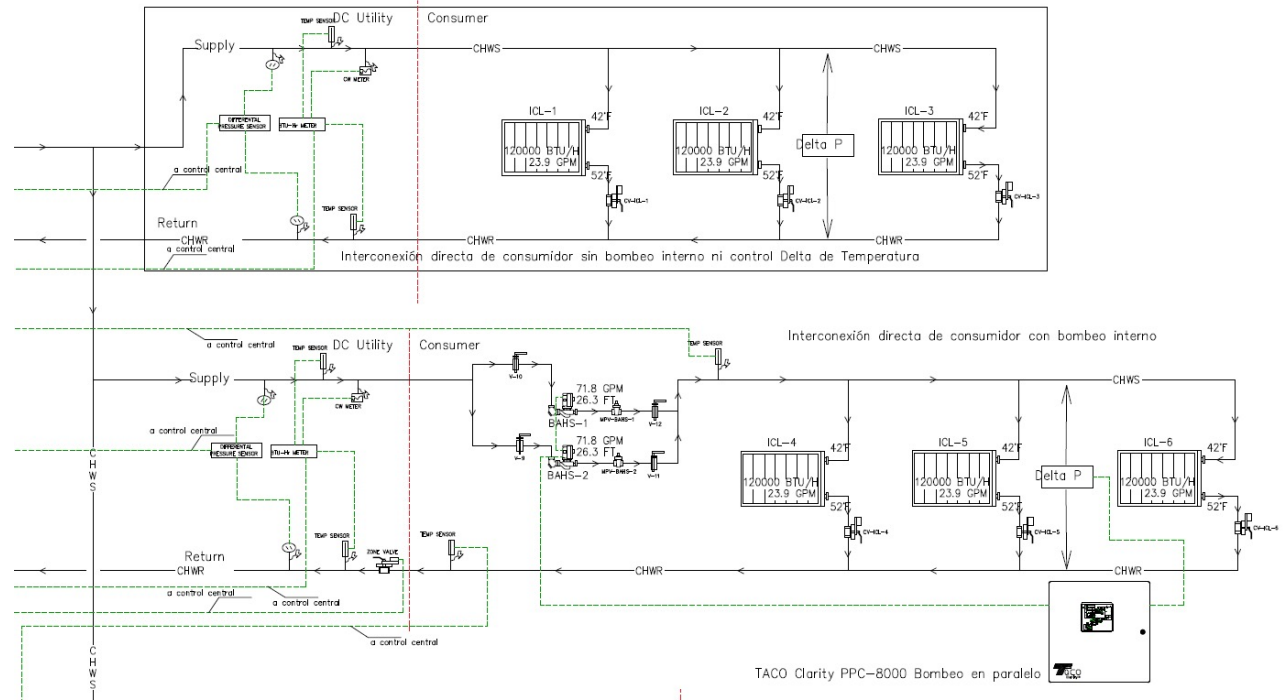 TEMP SENSOR
DC Utility
Consumer
Supply
CHWS
CHWS
CW METER
DIFFERENTIAL
PRESSURE SENSOR
BTU-Hr METER
ICL-1
42°F
120000 BTU/H
23.9 GPM
52°F
CV-ICL-1
ICL-2
42°F
120000 BTU/H
23.9 GPM
52°F
CV-ICL-2
Delta P
ICL-3
42°F
120000 BTU/H
23.9 GPM
52°F
CV-ICL-3
a control central
TEMP SENSOR
Return
CHWR
CHWR
CHWR
a control central
Interconexión directa de consumidor sin bombeo interno ni control Delta de Temperatura
a control central
DC Utility
Consumer
TEMP SENSOR
TEMP SENSOR
Interconexión directa de consumidor con bombeo interno
Supply
CW METER
CHWS
V-10
71.8 GPM
26.3 FT
BAHS-1
MPV-BAHS-1
V-12
a control central
DIFFERENTIAL
PRESSURE SENSOR
BTU-Hr METER
V-9
71.8 GPM
26.3 FT
BAHS-2
MPV-BAHS-2
V-11
ICL-4
42°F
120000 BTU/H
23.9 GPM
52°F
CV-ICL-4
ICL-5
42°F
120000 BTU/H
23.9 GPM
52°F
CV-ICL-5
Delta P
ICL-6
42°F
120000 BTU/H
23.9 GPM
52°F
CV-ICL-6
CHWS
Return
CHWR
TEMP SENSOR
ZONE VALVE
TEMP SENSOR
CHWR
CHWR
a control central
a control central
a control central
CHWS
TACO Clarity PPC-8000 Bombeo en paralelo
Taco